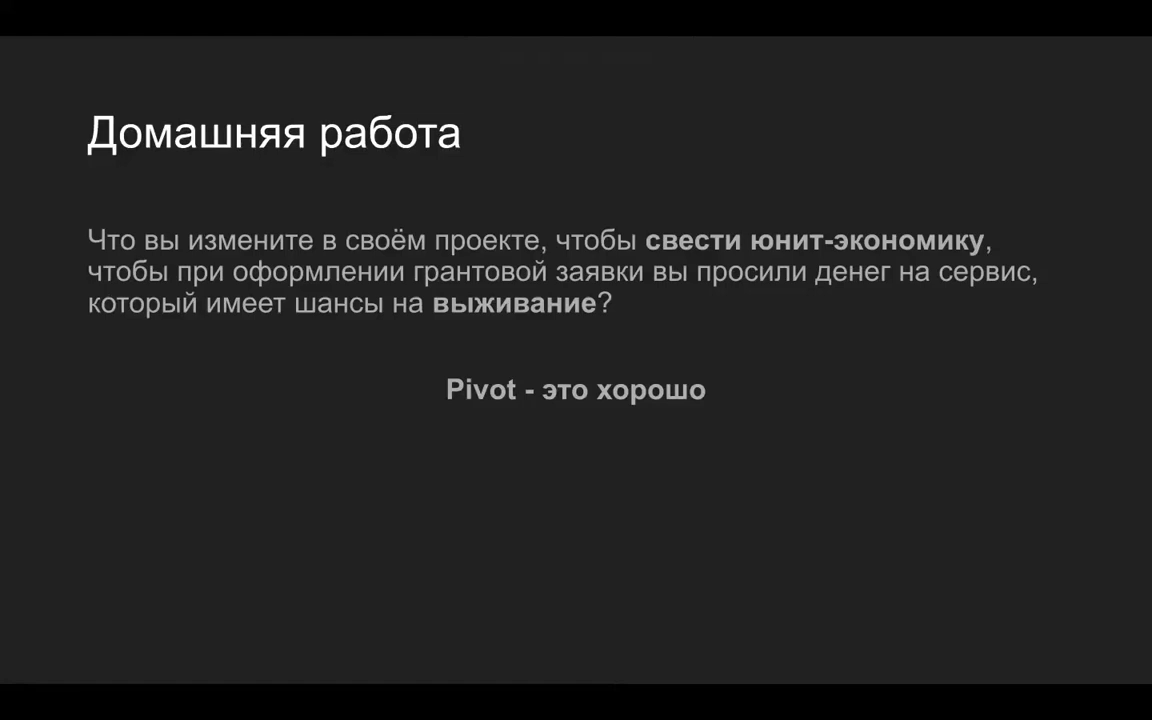 Домашняя работа
Что вы измените в своём проекте, чтобы свести юнит-экономику,
чтобы при оформлении грантовой заявки вы просили денег на сервис,
который имеет шансы на выживание?
Pivot - это хорошо